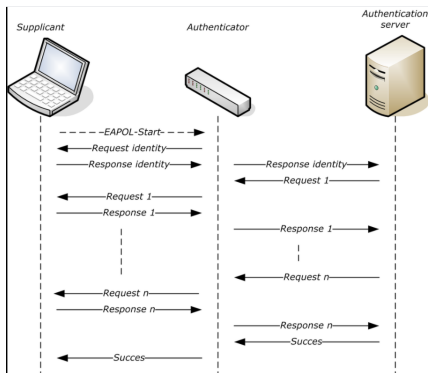 Supplicant
Authenticator
Authentication
server
EAPOL-Start
Request identity
Response identity
Response identity
Request 1
Request 1
Response 1
Response 1
Request n
Request n
Response n
Response n
Succes
Succes